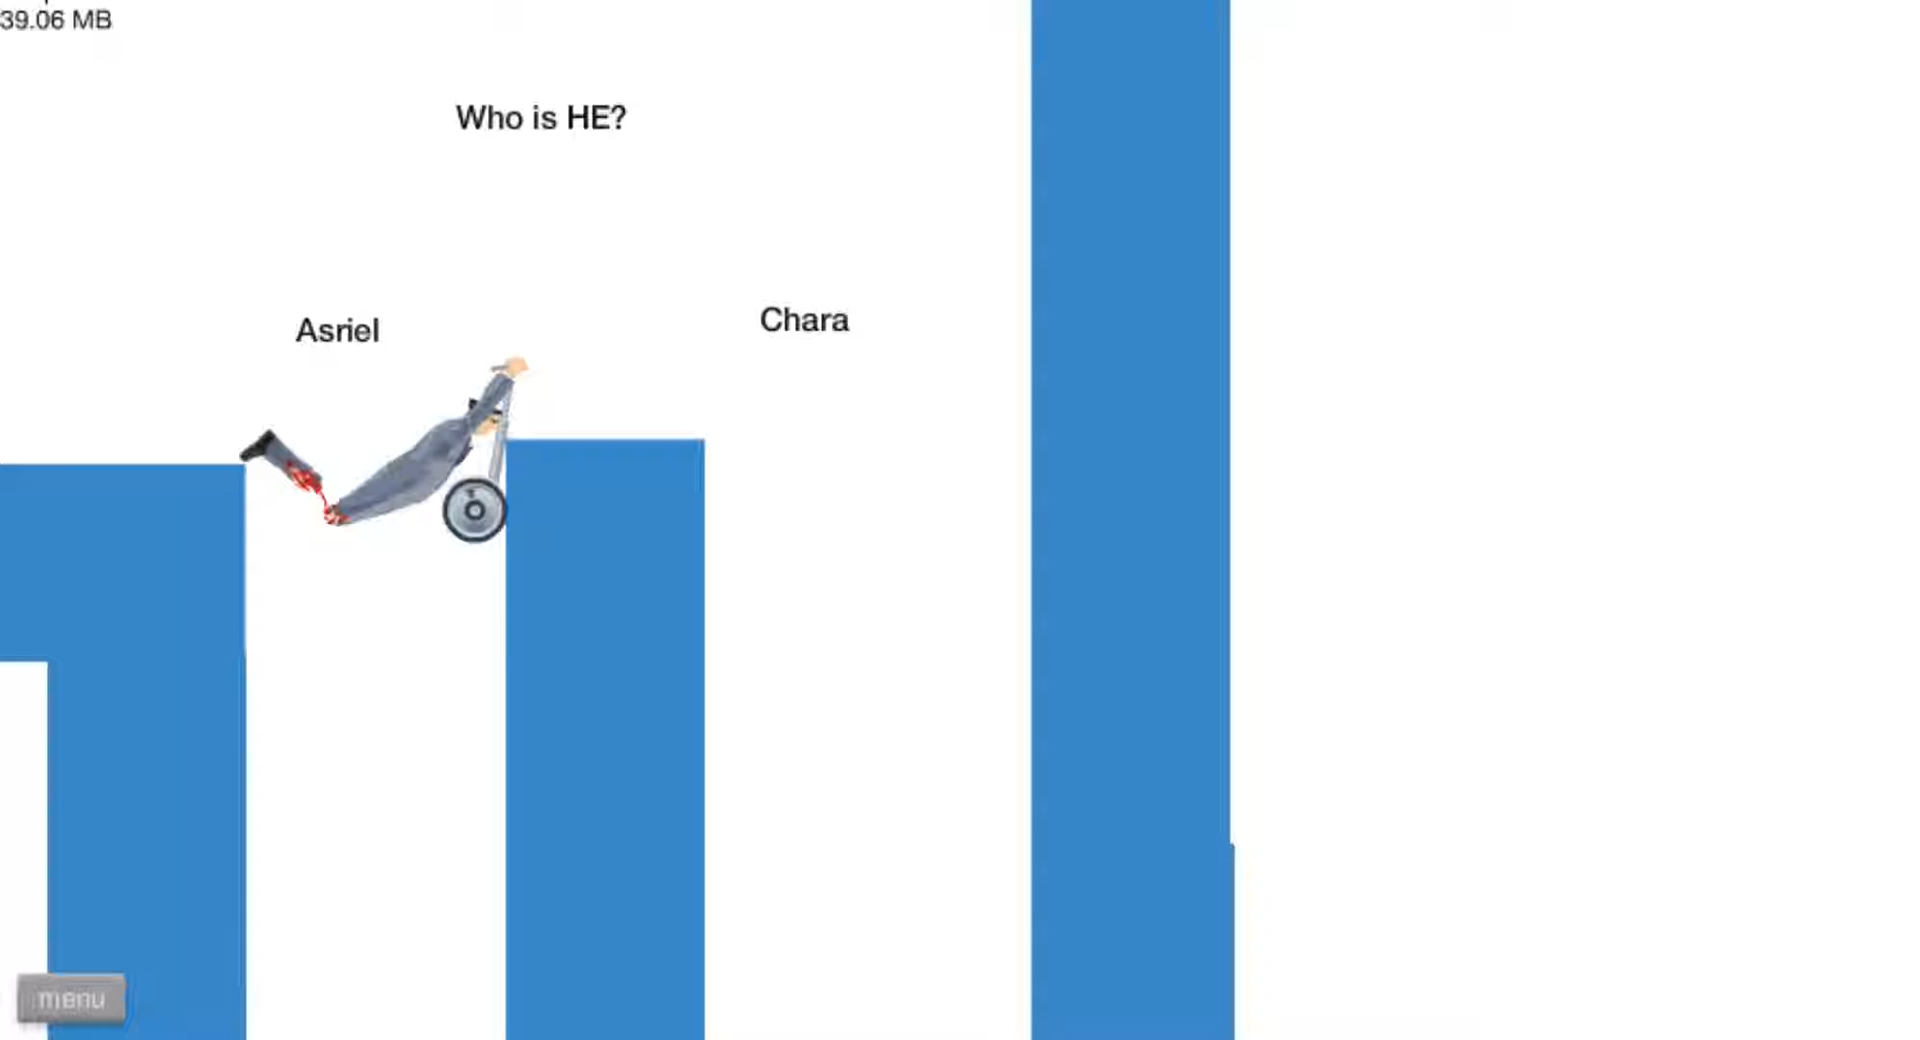 39.06 MB
Who is HE?
Asriel
Chara
menu